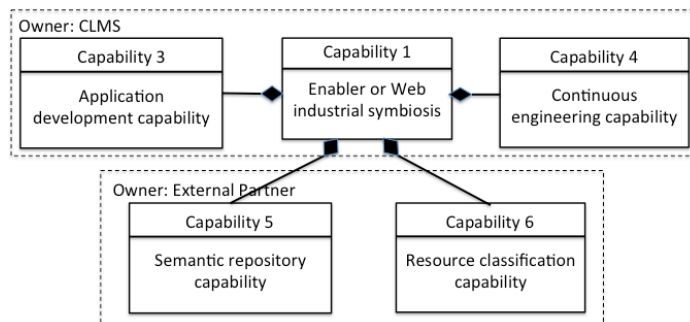 Owner: CLMS
Capability 3
Application
development capability
Capability 1
Enabler or Web
industrial symbiosis
Capability 4
Continuous
engineering capability
Owner: External Partner
Capability 5
Semantic repository
capability
Capability 6
Resource classification
capability